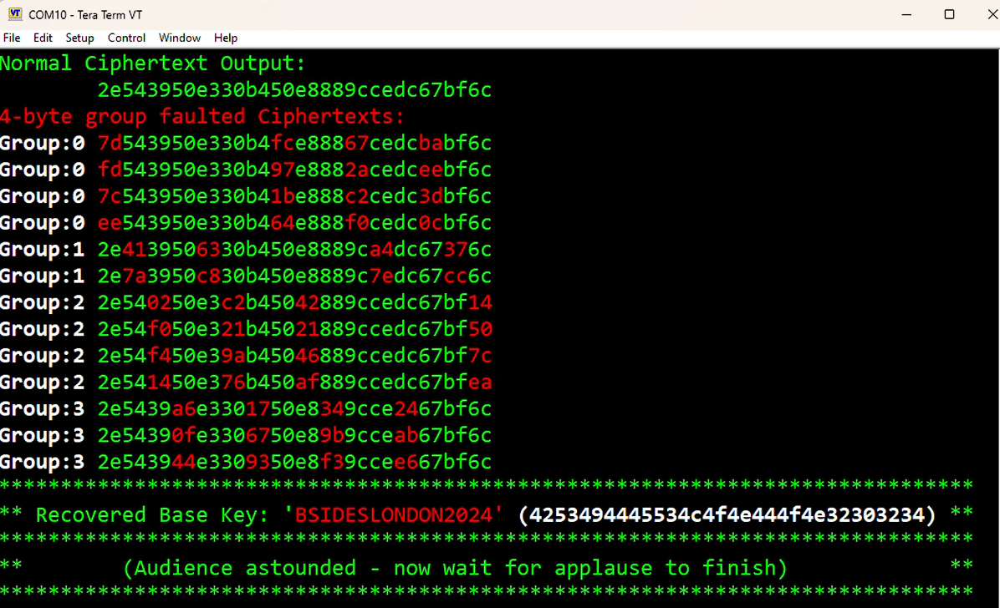 COM10 - Tera Term VT
File Edit Setup Control Window Help
Normal Ciphertext Output:
2e543950e330b450e8889ccedc67bf6c
4-byte group faulted Ciphertexts:
Group:0 7d543950e330b4fce88867cedcbabf6c
Group:0 fd543950e330b497e8882acedceebf6c
Group:0 7c543950e330b41be888c2cedc3dbf6c
Group:0 ee543950e330b464e888f0cedc0cbf6c
Group:1 2e4139506330b450e8889ca4dc67376c
Group:1 2e7a3950c830b450e8889c7edc67cc6c
Group:2 2e540250e3c2b45042889ccedc67bf14
Group:2 2e54f050e321b45021889ccedc67bf50
Group:2 2e54f450e39ab45046889ccedc67bf7c
Group:2 2e541450e376b450af889ccedc67bfea
Group:3 2e5439a6e3301750e8349cce2467bf6c
Group:3 2e54390fe3306750e89b9cceab67bf6c
Group:3 2e543944e3309350e8f39ccee667bf6c
*******************************************************************************
** Recovered Base Key: 'BSIDESLONDON2024' (4253494445534c4f4e444f4e32303234) **
*******************************************************************************
** (Audience astounded - now wait for applause to finish) **
*******************************************************************************